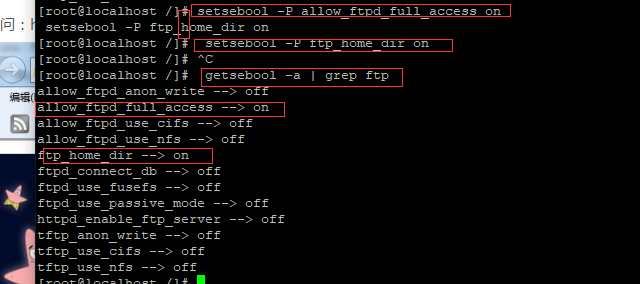 问：h
编辑(
[root@localhost /]# setsebool -P allow_ftpd_full_access on
 setsebool -P ftp_home_dir on
[root@localhost /]#  setsebool -P ftp_home_dir on
[root@localhost /]# ^C
[root@localhost /]#  getsebool -a | grep ftp
allow_ftpd_anon_write --> off
allow_ftpd_full_access --> on
allow_ftpd_use_cifs --> off
allow_ftpd_use_nfs --> off
ftp_home_dir --> on
ftpd_connect_db --> off
ftpd_use_fusefs --> off
ftpd_use_passive_mode --> off
httpd_enable_ftp_server --> off
tftp_anon_write --> off
tftp_use_cifs --> off
tftp_use_nfs --> off
[root@localhost /]#